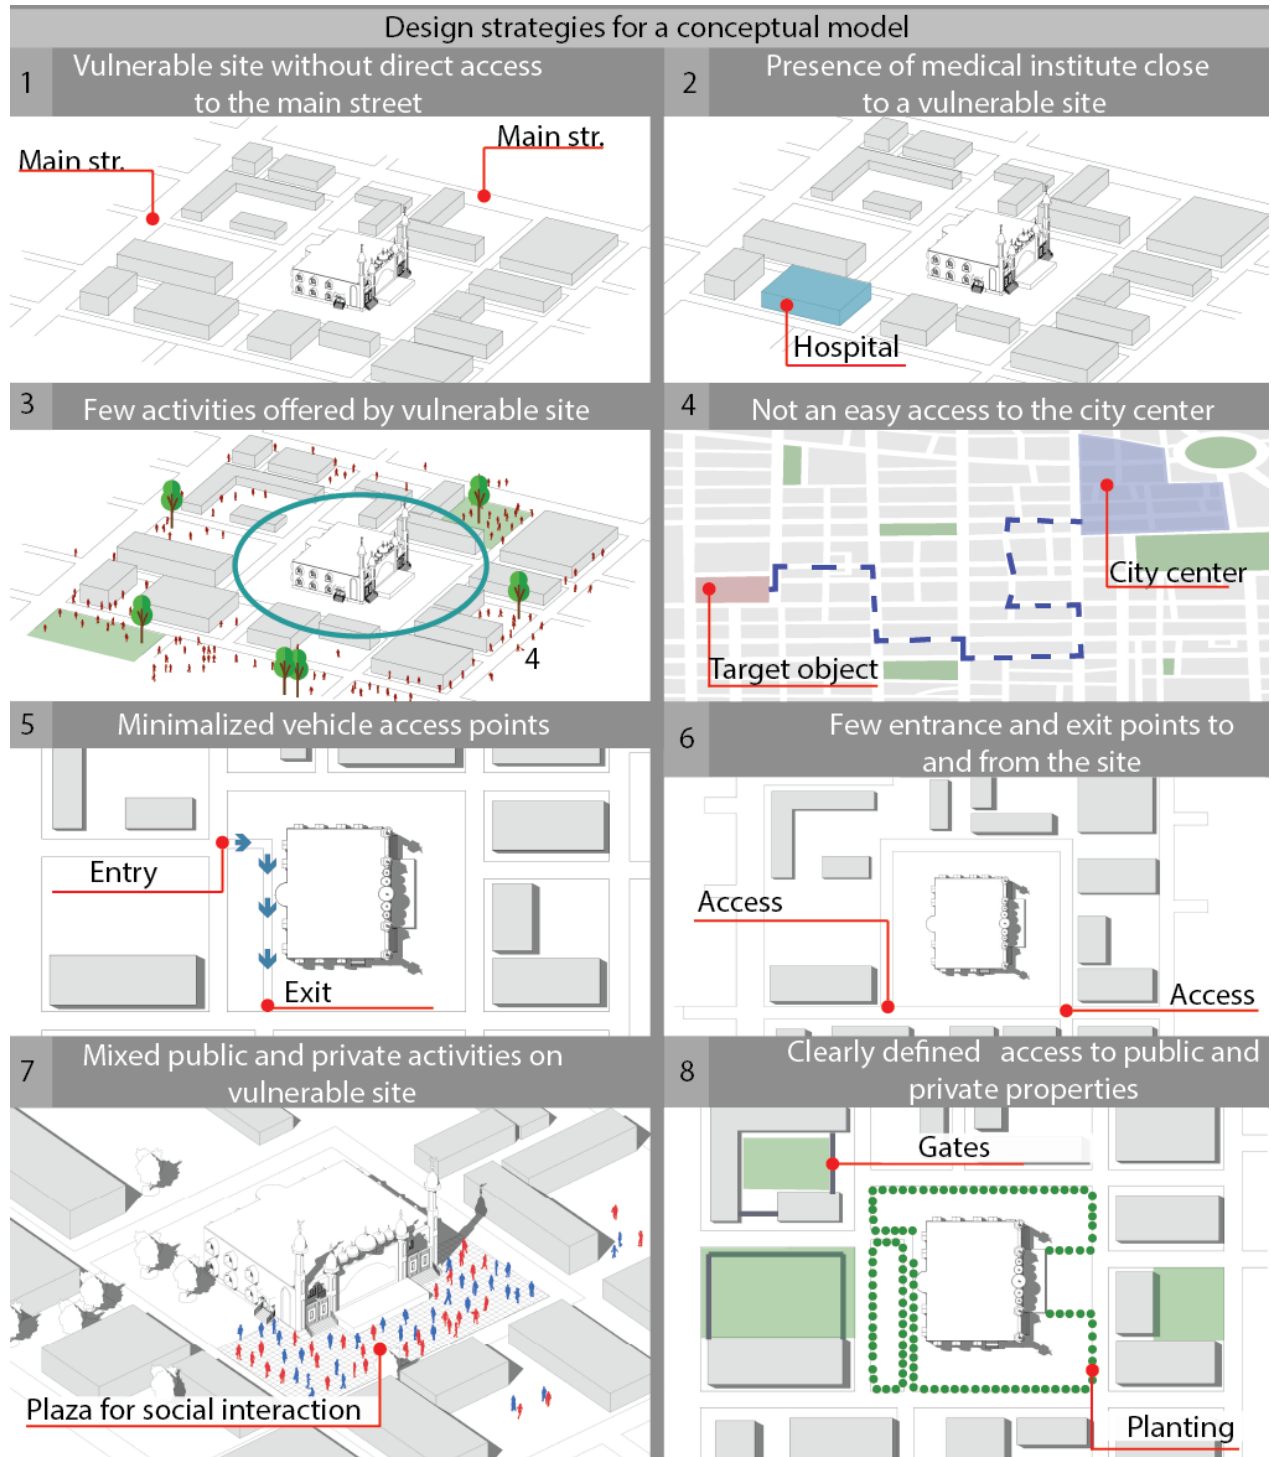 Design strategies for a conceptual model
1
Vulnerable site without direct access
to the main street
Main str.
Main str.
2
Presence of medical institute close
to a vulnerable site
Hospital
3
Few activities offered by vulnerable site
4
4
Not an easy access to the city center
City center
Target object
5
Minimalized vehicle access points
Entry
Exit
6
Few entrance and exit points to
and from the site
Access
Access
7
Mixed public and private activities on
vulnerable site
Plaza for social interaction
8
Clearly defined access to public and
private properties
Gates
Planting